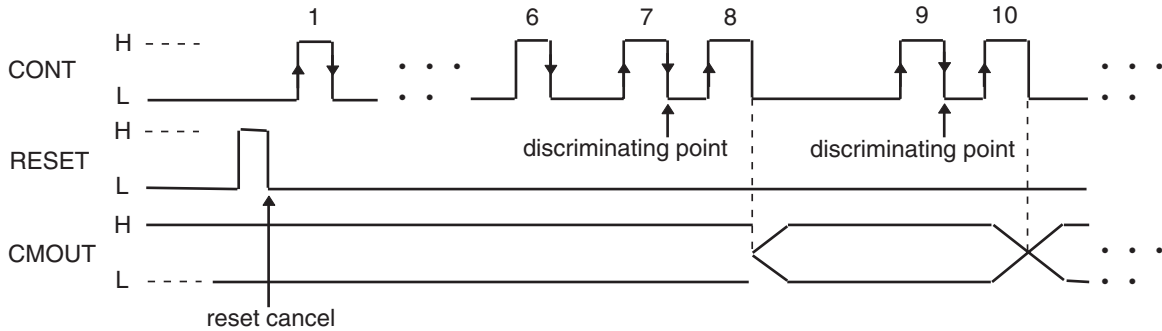 1 6 7 8 9 10
H
CONT
L
discriminating point discriminating point
H
RESET
L
H
CMOUT
L
reset cancel